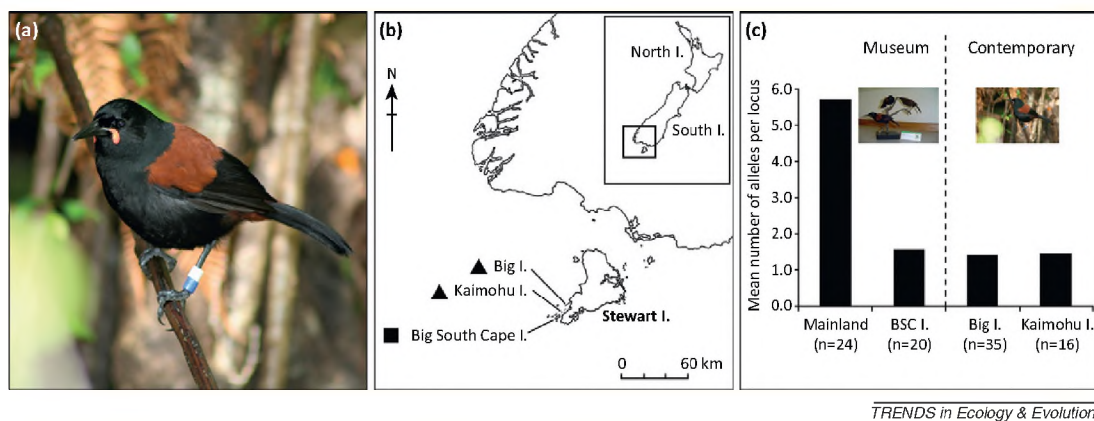 (a)
(b)
N
North I.
South I.
Big I.
Kaimohu I.
Stewart I.
Big South Cape I.
0 60 km
(c)
Museum Contemporary
Mean number of alleles per locus
6.0
5.0
4.0
3.0
2.0
1.0
0.0
Mainland BSC I. Big I. Kaimohu I.
(n=24) (n=20) (n=35) (n=16)
TRENDS in Ecology & Evolution